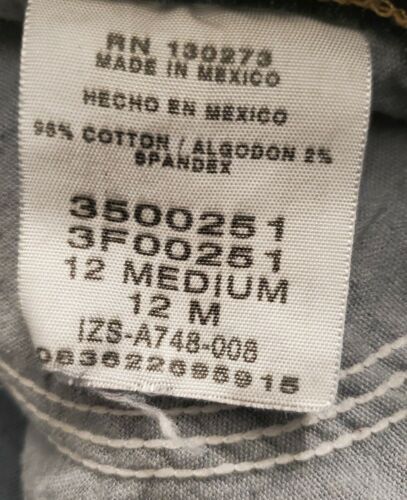 RN 130273
MADE IN MEXICO
HECHO EN MEXICO
98% COTTON / ALGODON 2%
SPANDEX
3500251
3F00251
12 MEDIUM
12 M
IZS-A748-008